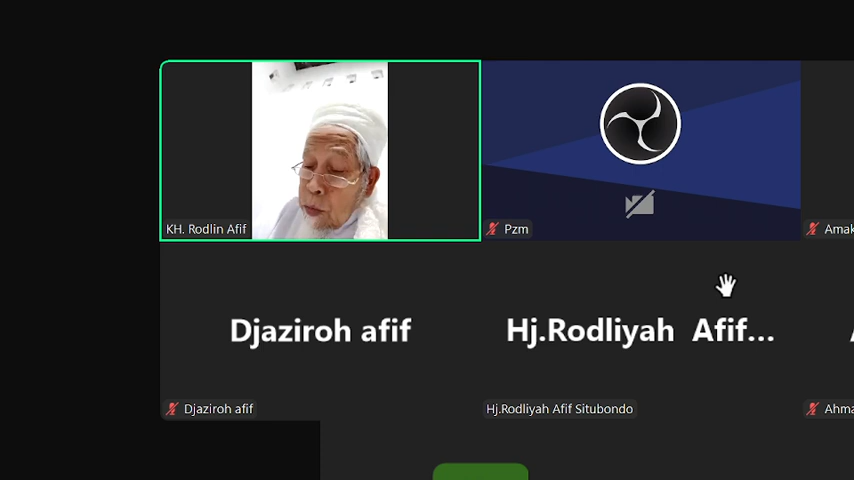 KH. Rodlin Afif
Pzm
Amak
Djaziroh afif
Hj.Rodliyah Afif...
Djaziroh afif
Hj.Rodliyah Afif Situbondo
Ahma